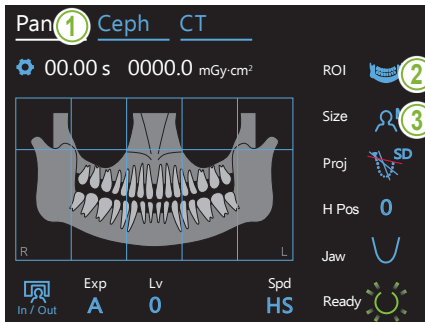 Pan 1 Ceph CT
00.00 s 0000.0 mGy·cm²
ROI 2
Size 3
Proj SD
H Pos 0
R L
Jaw
Exp Lv Spd
In / Out A 0 HS
Ready